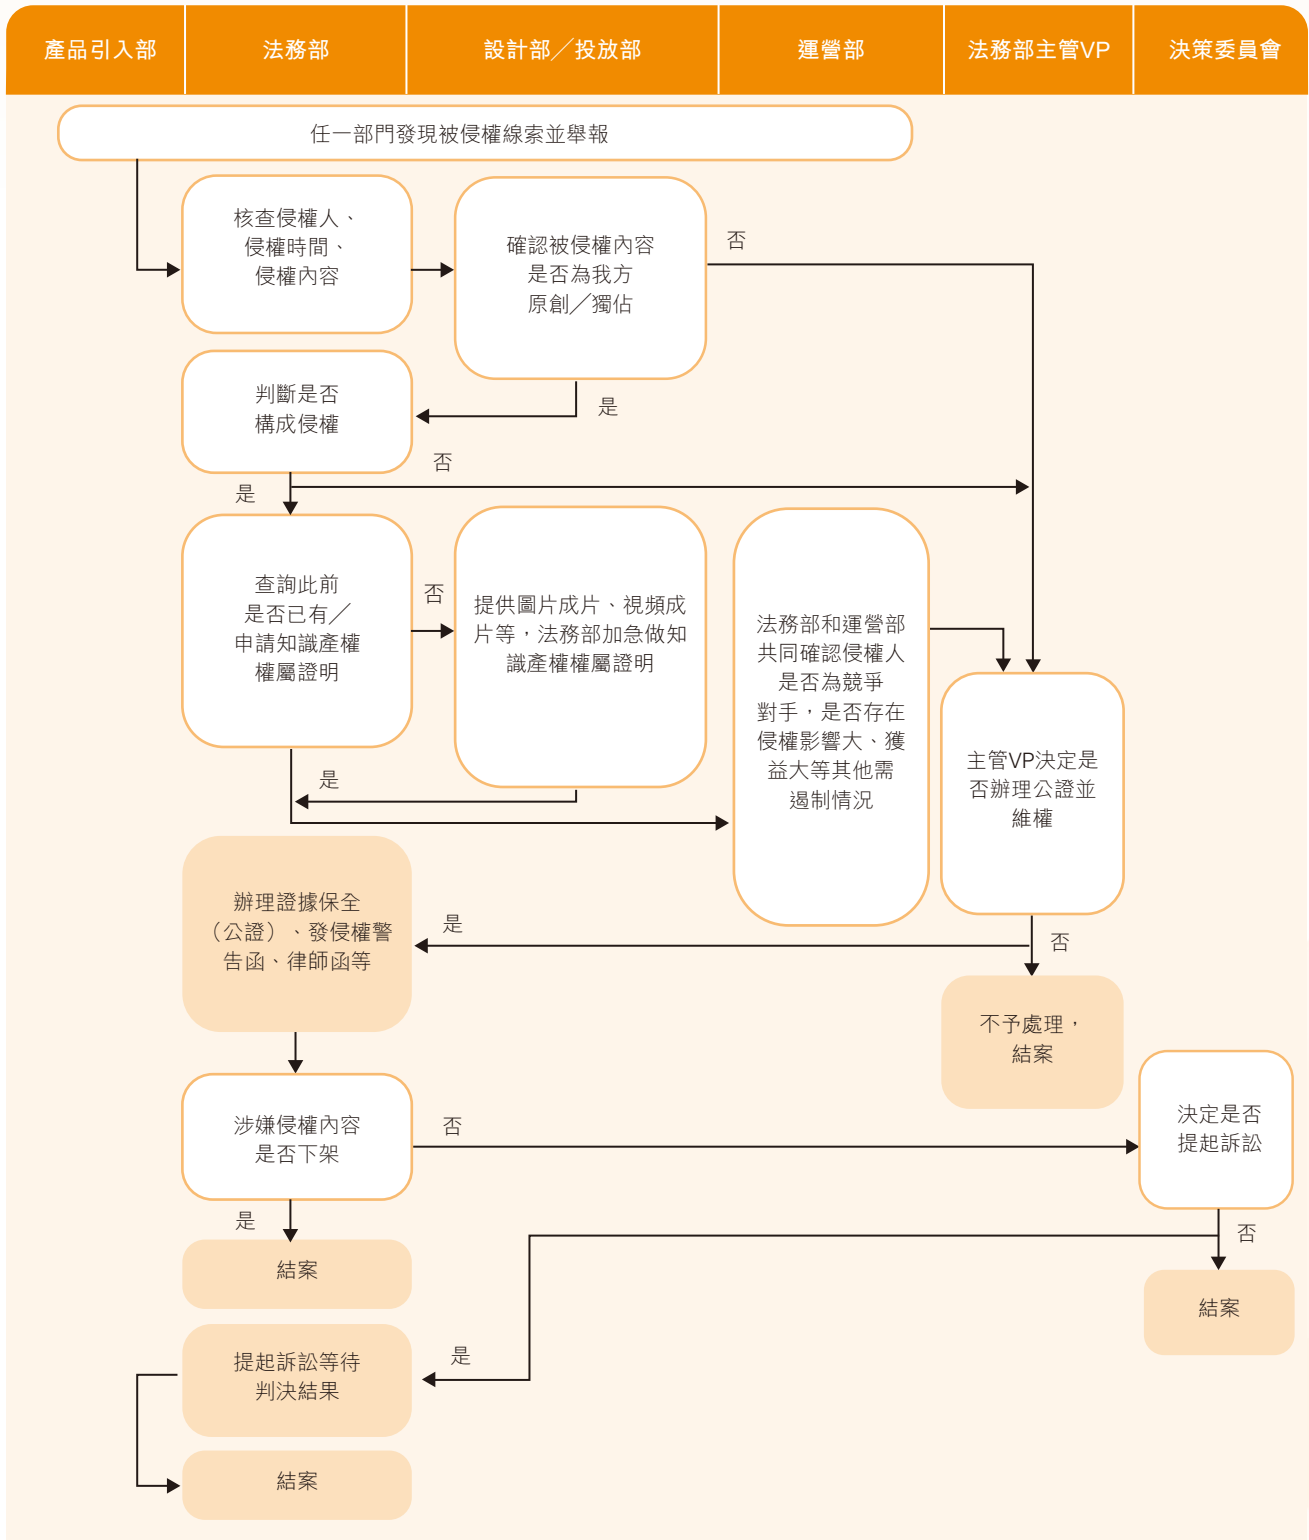 產品引入部
法務部
設計部／投放部
運營部
法務部主管VP
決策委員會
任一部門發現被侵權線索並舉報
核查侵權人、
侵權時間、
侵權內容
確認被侵權內容
是否為我方
原創／獨佔
否
判斷是否
構成侵權
是
否
是
查詢此前
是否已有／
申請知識產權
權屬證明
否
提供圖片成片、視頻成
片等，法務部加急做知
識產權權屬證明
法務部和運營部
共同確認侵權人
是否為競爭
對手，是否存在
侵權影響大、獲
益大等其他需
遏制情況
主管VP決定是
否辦理公證並
維權
是
辦理證據保全
（公證）、發侵權警
告函、律師函等
是
否
不予處理，
結案
涉嫌侵權內容
是否下架
否
決定是否
提起訴訟
是
否
結案
結案
提起訴訟等待
判決結果
是
結案